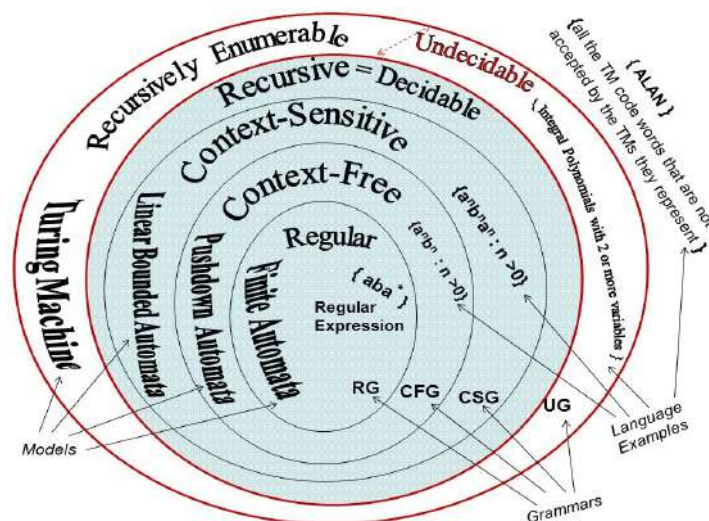 Recursively Enumerable
Undecidable
Recursive = Decidable
Context-Sensitive
Context-Free
Regular
{ aba* }
Regular
Expression
{aⁿbⁿ : n >0}
{aⁿbⁿaⁿ : n >0}
{ Integral Polynomials with 2 or more variables }
{ ALAN }
{all the TM code words that are not
accepted by the TMs they represent }
Turing Machine
Linear Bounded Automata
Pushdown Automata
Finite Automata
RG
CFG
CSG
UG
Models
Language
Examples
Grammars